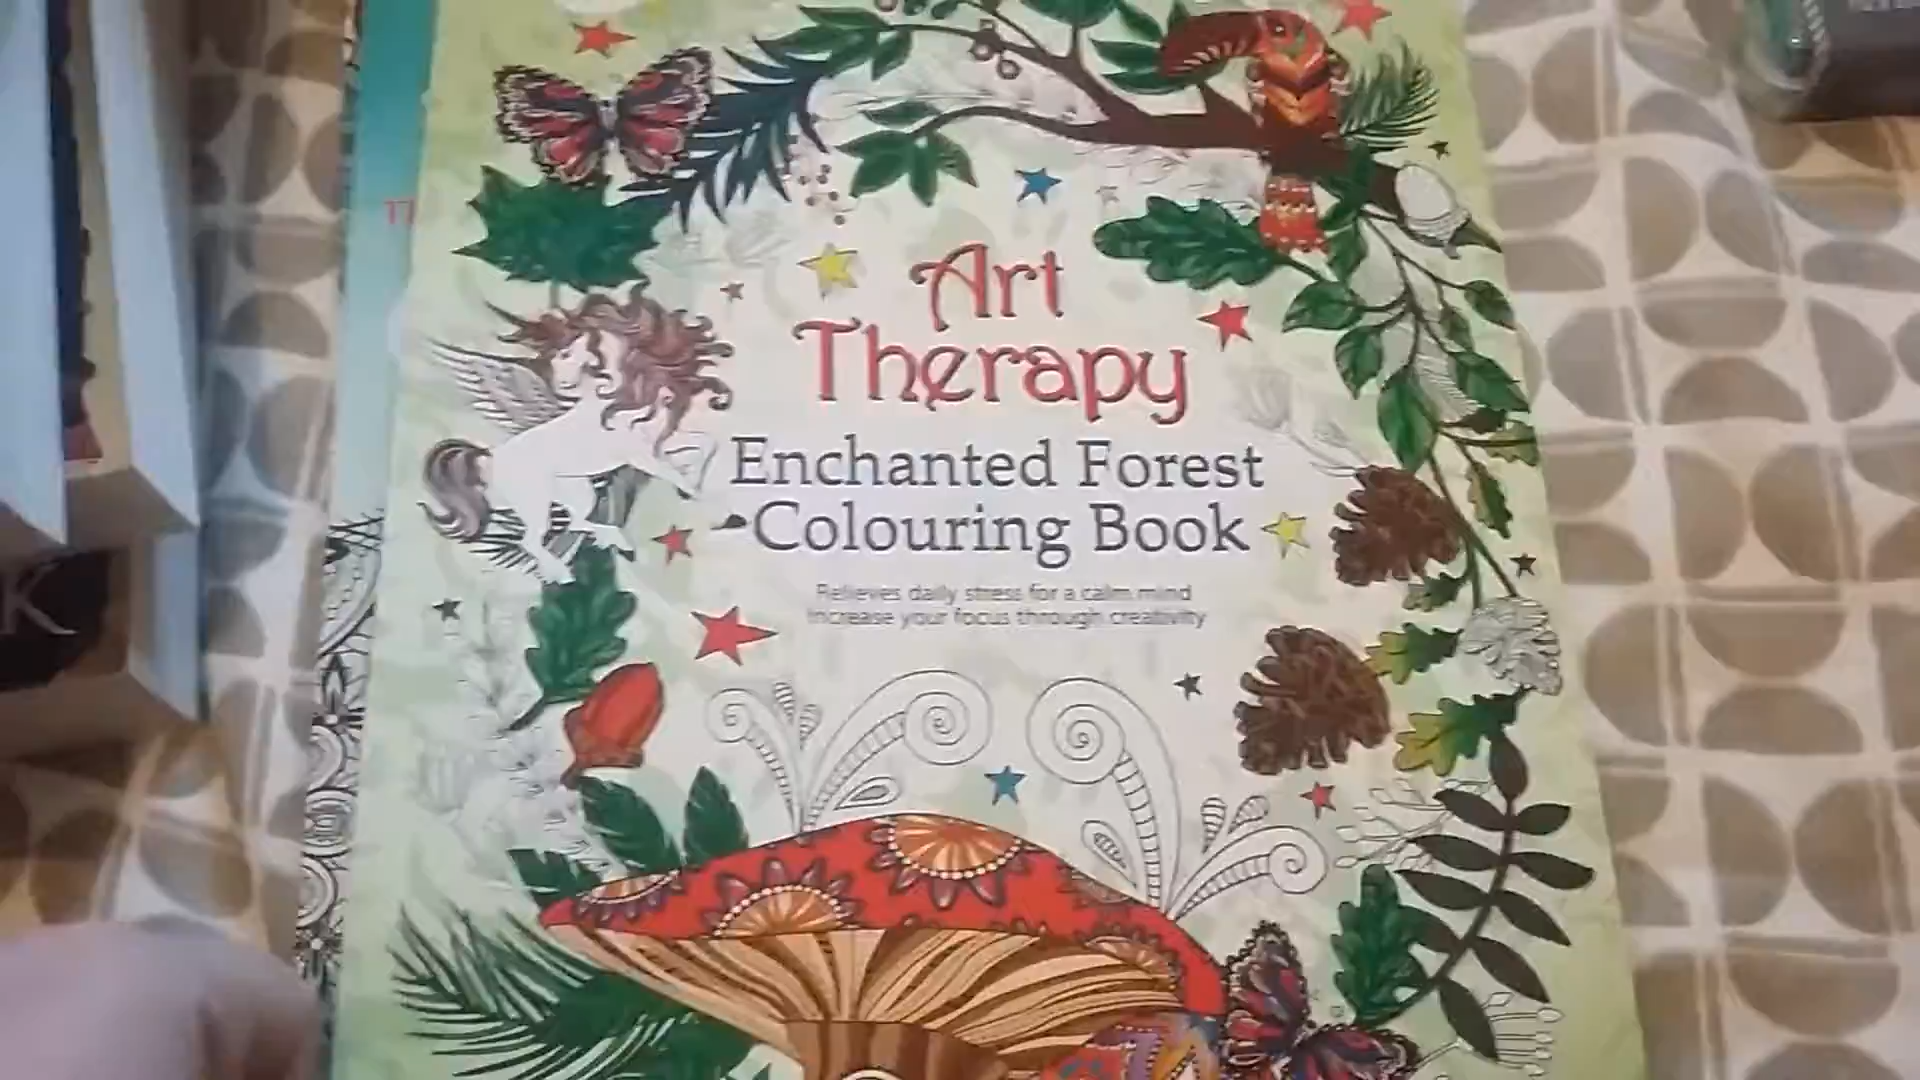 Art
Therapy
Enchanted Forest
Colouring Book
Relieves daily stress for a calm mind
Increase your focus through creativity
K